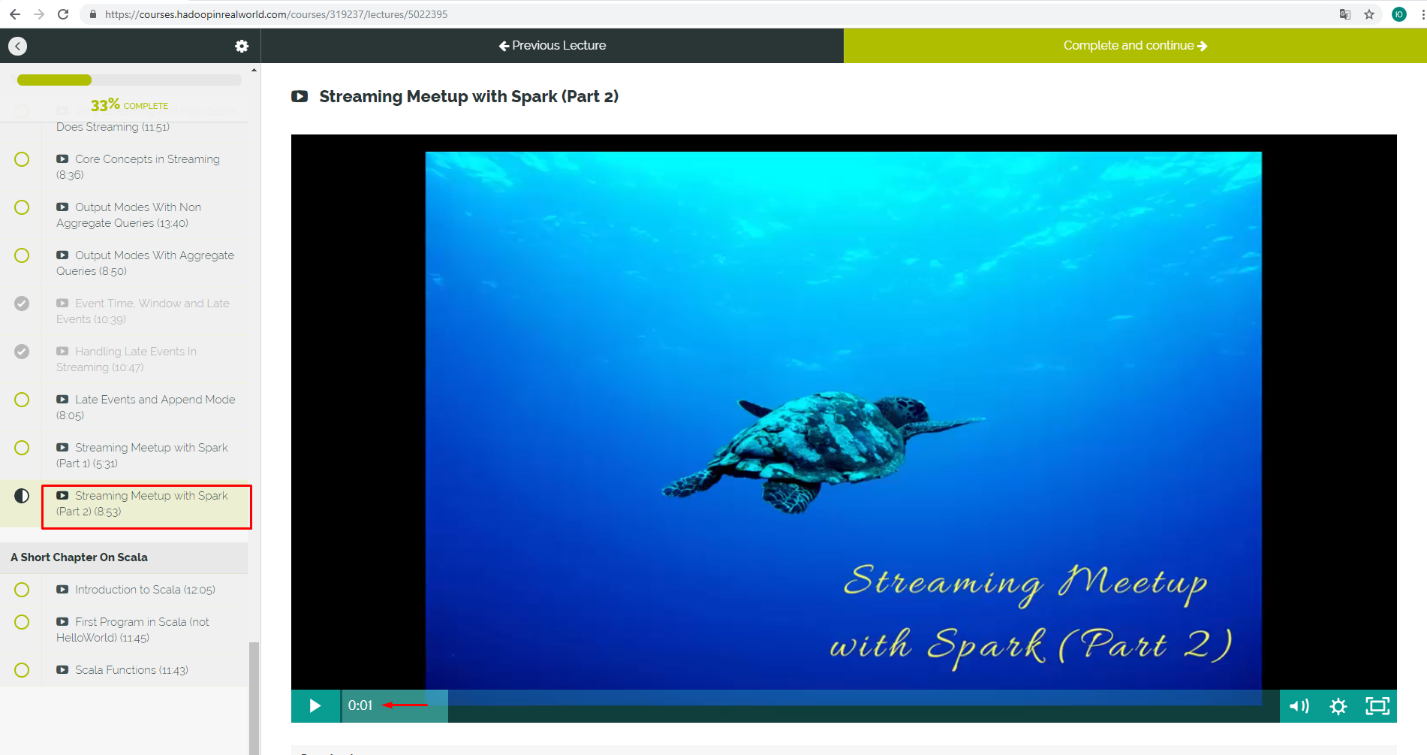 https://courses.hadoopinrealworld.com/courses/319237/lectures/5022395
Ю
Previous Lecture
Complete and continue
33% COMPLETE
Does Streaming (11:51)
Core Concepts in Streaming
(8:36)
Output Modes With Non
Aggregate Queries (13:40)
Output Modes With Aggregate
Queries (8:50)
Event Time, Window and Late
Events (10:39)
Handling Late Events In
Streaming (10:47)
Late Events and Append Mode
(8:05)
Streaming Meetup with Spark
(Part 1) (5:31)
Streaming Meetup with Spark
(Part 2) (8:53)
A Short Chapter On Scala
Introduction to Scala (12:05)
First Program in Scala (not
HelloWorld) (11:45)
Scala Functions (11:43)
Streaming Meetup with Spark (Part 2)
Streaming Meetup
with Spark (Part 2)
0:01